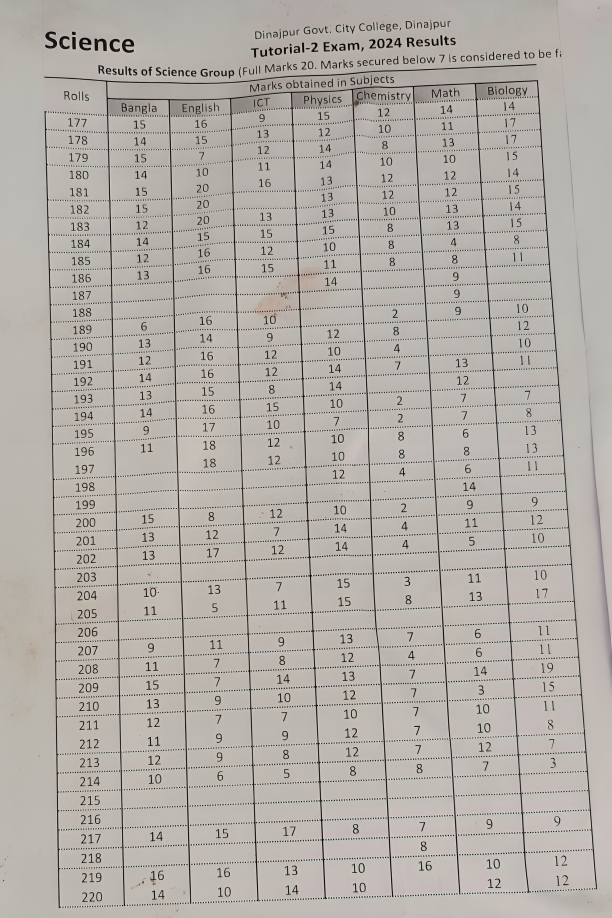 Dinajpur Govt. City College, Dinajpur
Science
Tutorial-2 Exam, 2024 Results
Results of Science Group (Full Marks 20. Marks secured below 7 is considered to be
Rolls Marks obtained in Subjects
Bangla English ICT Physics Chemistry Math Biology
177 15 16 9 15 12 14 14
178 14 15 13 12 10 11 17
179 15 7 12 14 8 13 17
180 14 10 11 14 10 10 15
181 15 20 16 13 12 12 14
182 15 20 13 12 12 15
183 12 20 13 13 10 13 14
184 14 15 15 15 8 13 15
185 12 16 12 10 8 4 8
186 13 16 15 11 8 8 11
187 14 9
188 9
189 6 16 10 2 9 10
190 13 14 9 12 8 12
191 12 16 12 10 4 10
192 14 16 12 14 7 13 11
193 13 15 8 14 12
194 14 16 15 10 2 7 7
195 9 17 10 7 2 7 8
196 11 18 12 10 8 6 13
197 18 12 10 8 8 13
198 12 4 6 11
199 14
200 15 8 12 10 2 9 9
201 13 12 7 14 4 11 12
202 13 17 12 14 4 5 10
203
204 10 13 7 15 3 11 10
205 11 5 11 15 8 13 17
206
207 9 11 9 13 7 6 11
208 11 7 8 12 4 6 11
209 15 7 14 13 7 14 19
210 13 9 10 12 7 3 15
211 12 7 7 10 7 10 11
212 11 9 9 12 7 10 8
213 12 9 8 12 7 12 7
214 10 6 5 8 8 7 3
215
216
217 14 15 17 8 7 9 9
218 8
219 16 16 13 10 16 10 12
220 14 10 14 10 12 12